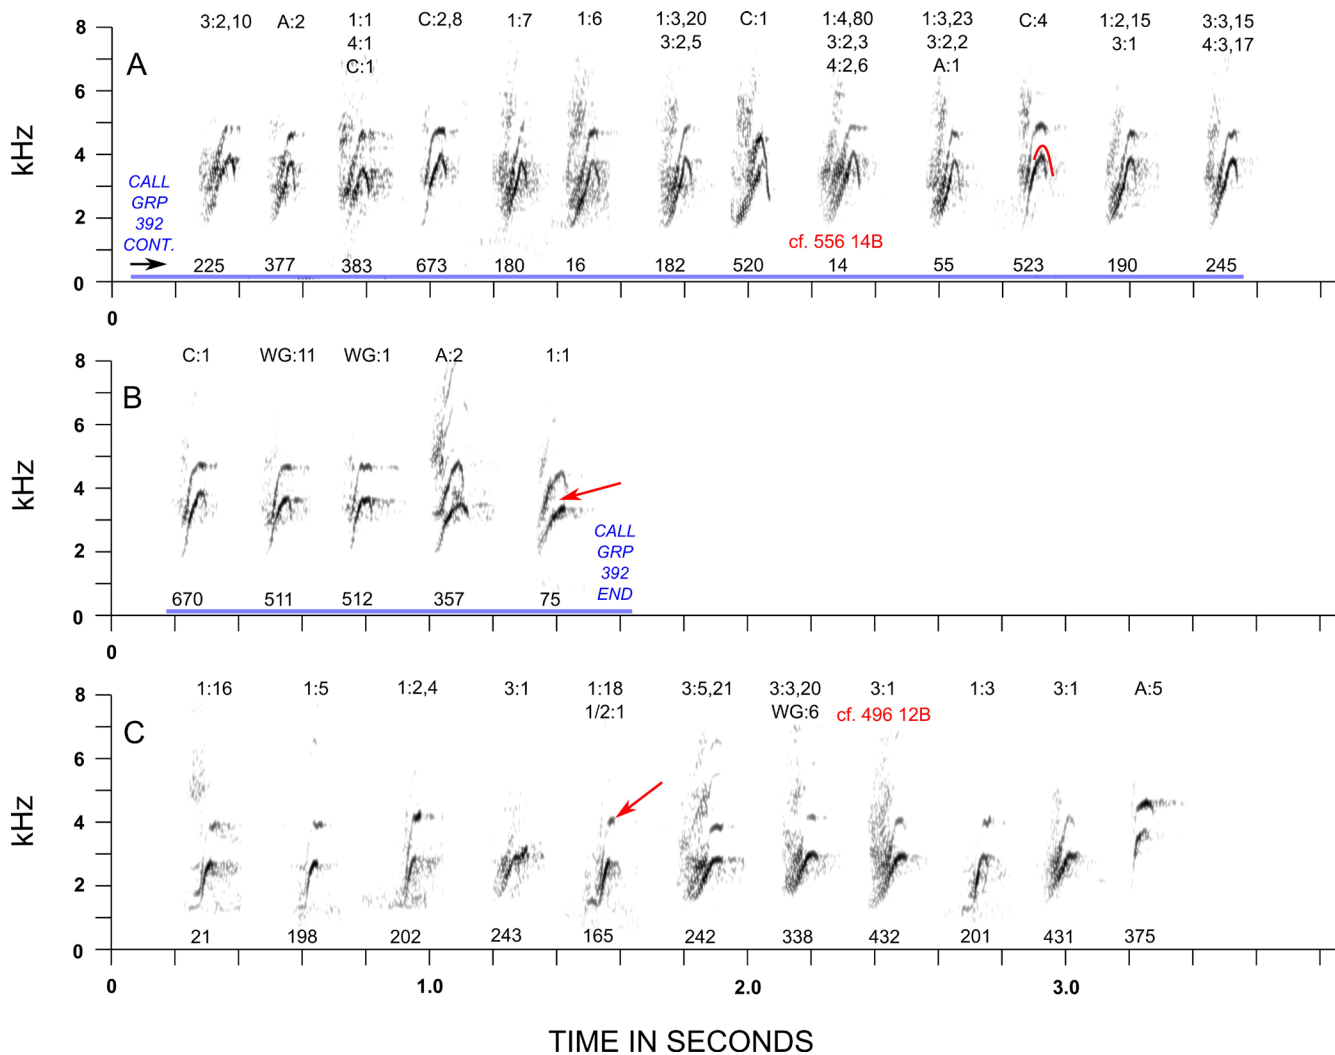 3:2,10 A:2 1:1 C:2,8 1:7 1:6 1:3,20 C:1 1:4,80 1:3,23 C:4 1:2,15 3:3,15
4:1 3:2,5 3:2,3 3:2,2 3:1 4:3,17
C:1 4:2,6 A:1
A
8
6
4
2
0
kHz
CALL
GRP
392
CONT.
cf. 556 14B
225 377 383 673 180 16 182 520 14 55 523 190 245
0
C:1 WG:11 WG:1 A:2 1:1
B
8
6
4
2
0
kHz
CALL
GRP
392
END
670 511 512 357 75
0
1:16 1:5 1:2,4 3:1 1:18 3:5,21 3:3,20 3:1 1:3 3:1 A:5
1/2:1 WG:6 cf. 496 12B
C
8
6
4
2
0
kHz
21 198 202 243 165 242 338 432 201 431 375
0 1.0 2.0 3.0
TIME IN SECONDS